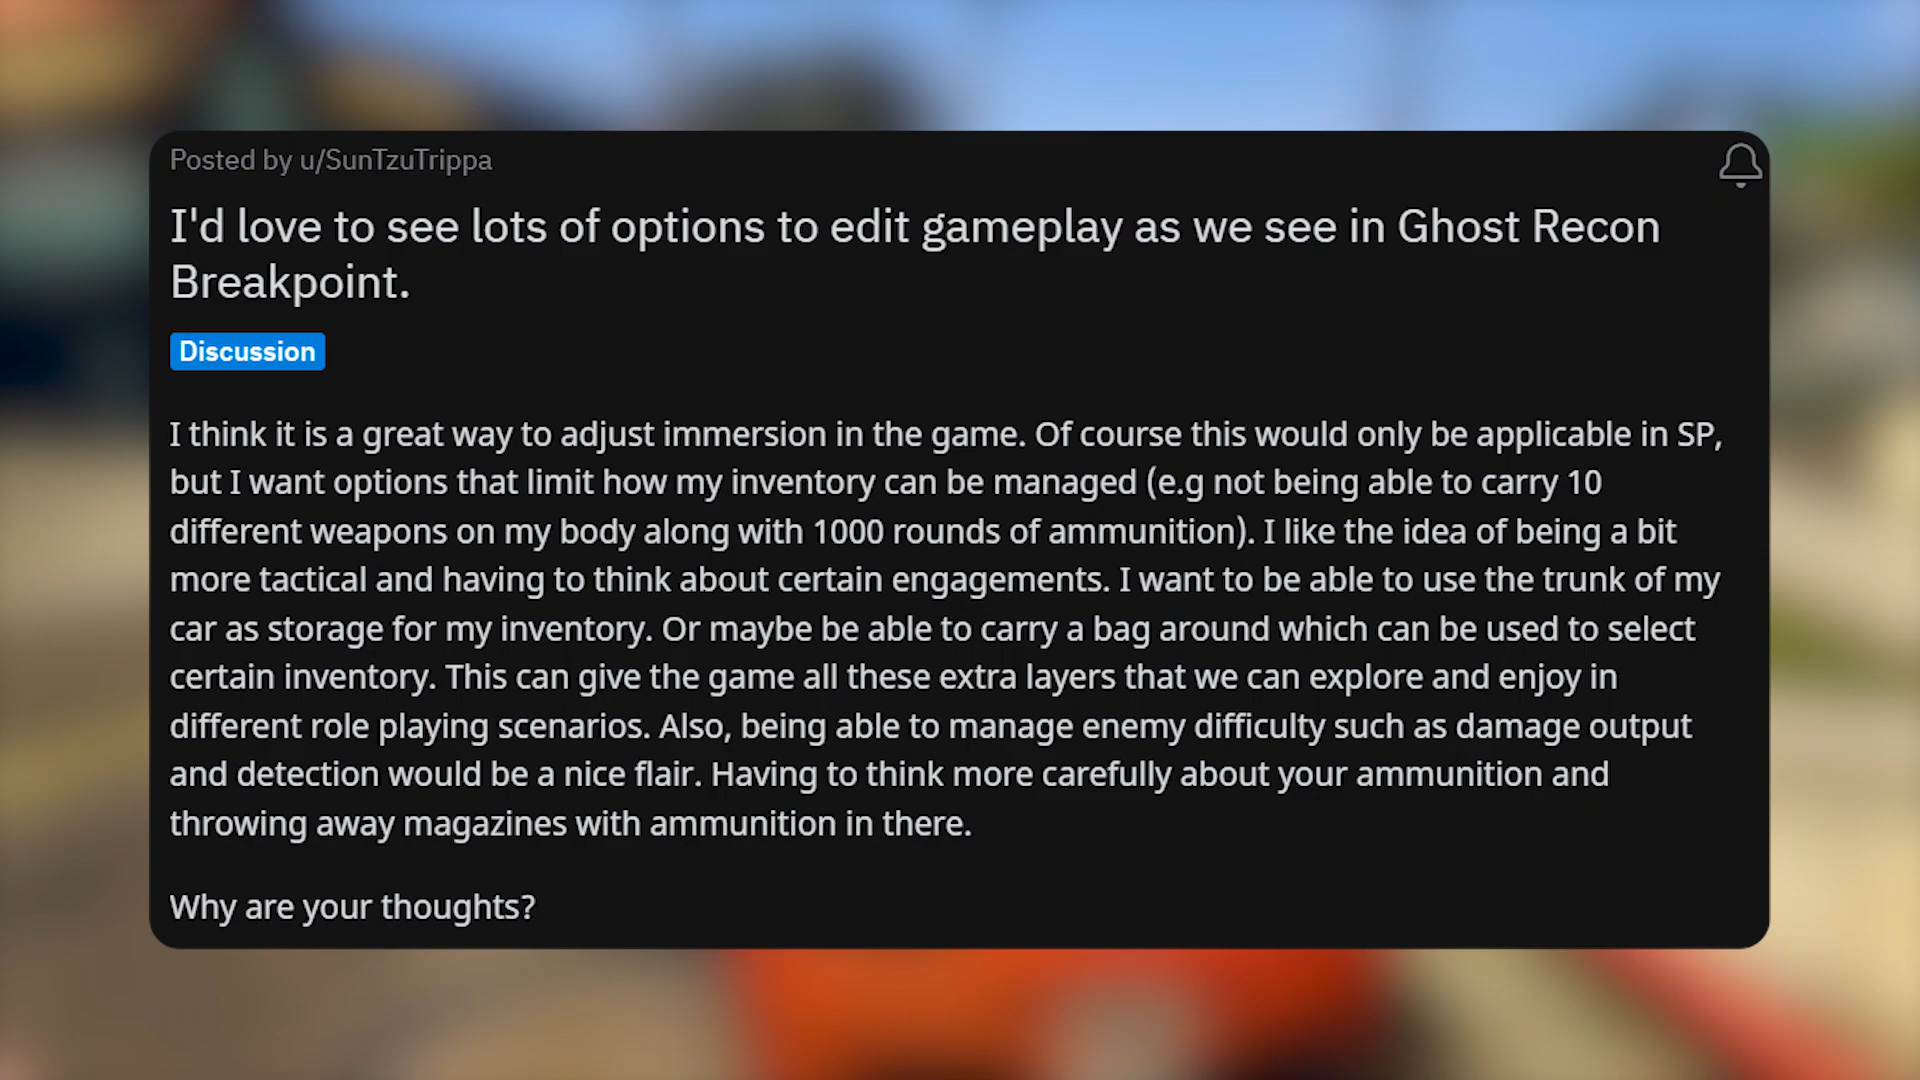 Posted by u/SunTzuTrippa
I'd love to see lots of options to edit gameplay as we see in Ghost Recon
Breakpoint.
Discussion
I think it is a great way to adjust immersion in the game. Of course this would only be applicable in SP,
but I want options that limit how my inventory can be managed (e.g not being able to carry 10
different weapons on my body along with 1000 rounds of ammunition). I like the idea of being a bit
more tactical and having to think about certain engagements. I want to be able to use the trunk of my
car as storage for my inventory. Or maybe be able to carry a bag around which can be used to select
certain inventory. This can give the game all these extra layers that we can explore and enjoy in
different role playing scenarios. Also, being able to manage enemy difficulty such as damage output
and detection would be a nice flair. Having to think more carefully about your ammunition and
throwing away magazines with ammunition in there.
Why are your thoughts?